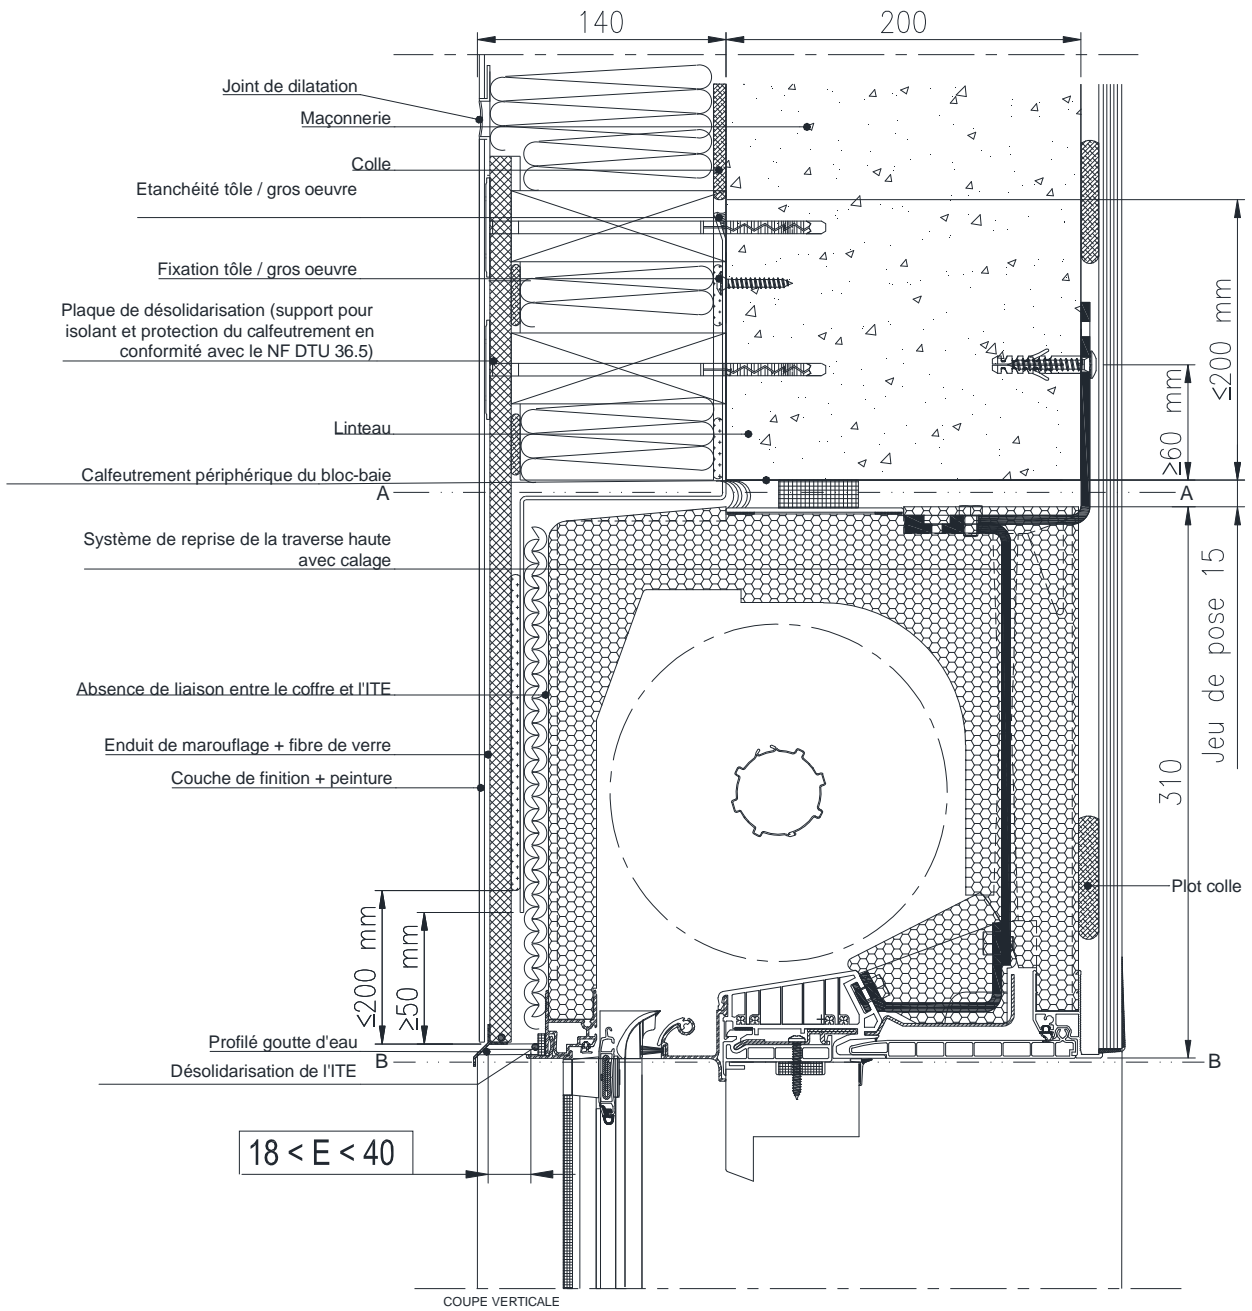 140
200
Joint de dilatation
Maçonnerie
Colle
Etanchéité tôle / gros oeuvre
Fixation tôle / gros oeuvre
Plaque de désolidarisation (support pour
isolant et protection du calfeutrement en
conformité avec le NF DTU 36.5)
≤200 mm
≥60 mm
Linteau
Calfeutrement périphérique du bloc-baie
A
A
Système de reprise de la traverse haute
avec calage
Jeu de pose 15
Absence de liaison entre le coffre et l'ITE
Enduit de marouflage + fibre de verre
Couche de finition + peinture
310
Plot colle
≤200 mm
≥50 mm
Profilé goutte d'eau
B
B
Désolidarisation de l'ITE
18 < E < 40
COUPE VERTICALE